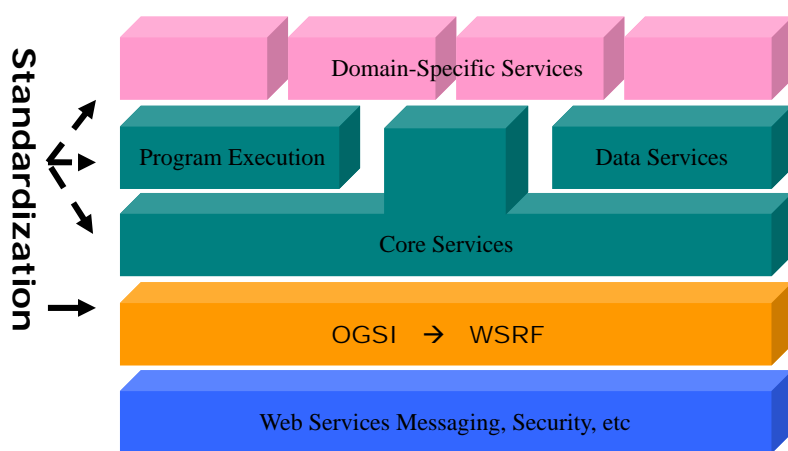 Standardization
Domain-Specific Services
Program Execution
Data Services
Core Services
OGSI → WSRF
Web Services Messaging, Security, etc